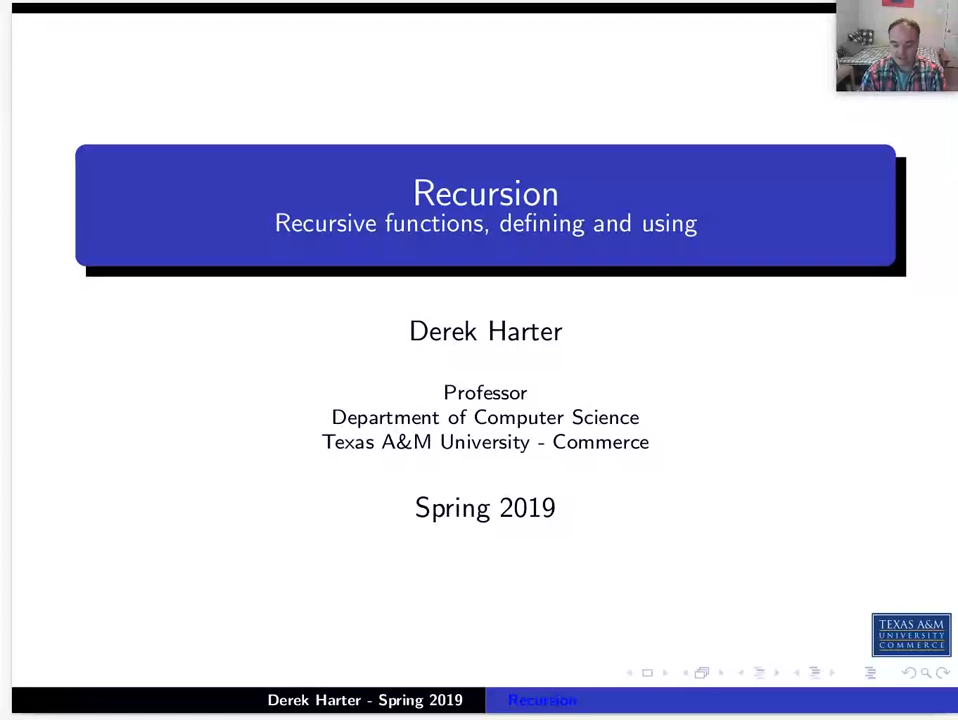 Recursion
Recursive functions, defining and using
Derek Harter
Professor
Department of Computer Science
Texas A&M University - Commerce
Spring 2019
TEXAS A&M
UNIVERSITY
COMMERCE
Derek Harter - Spring 2019
Recursion